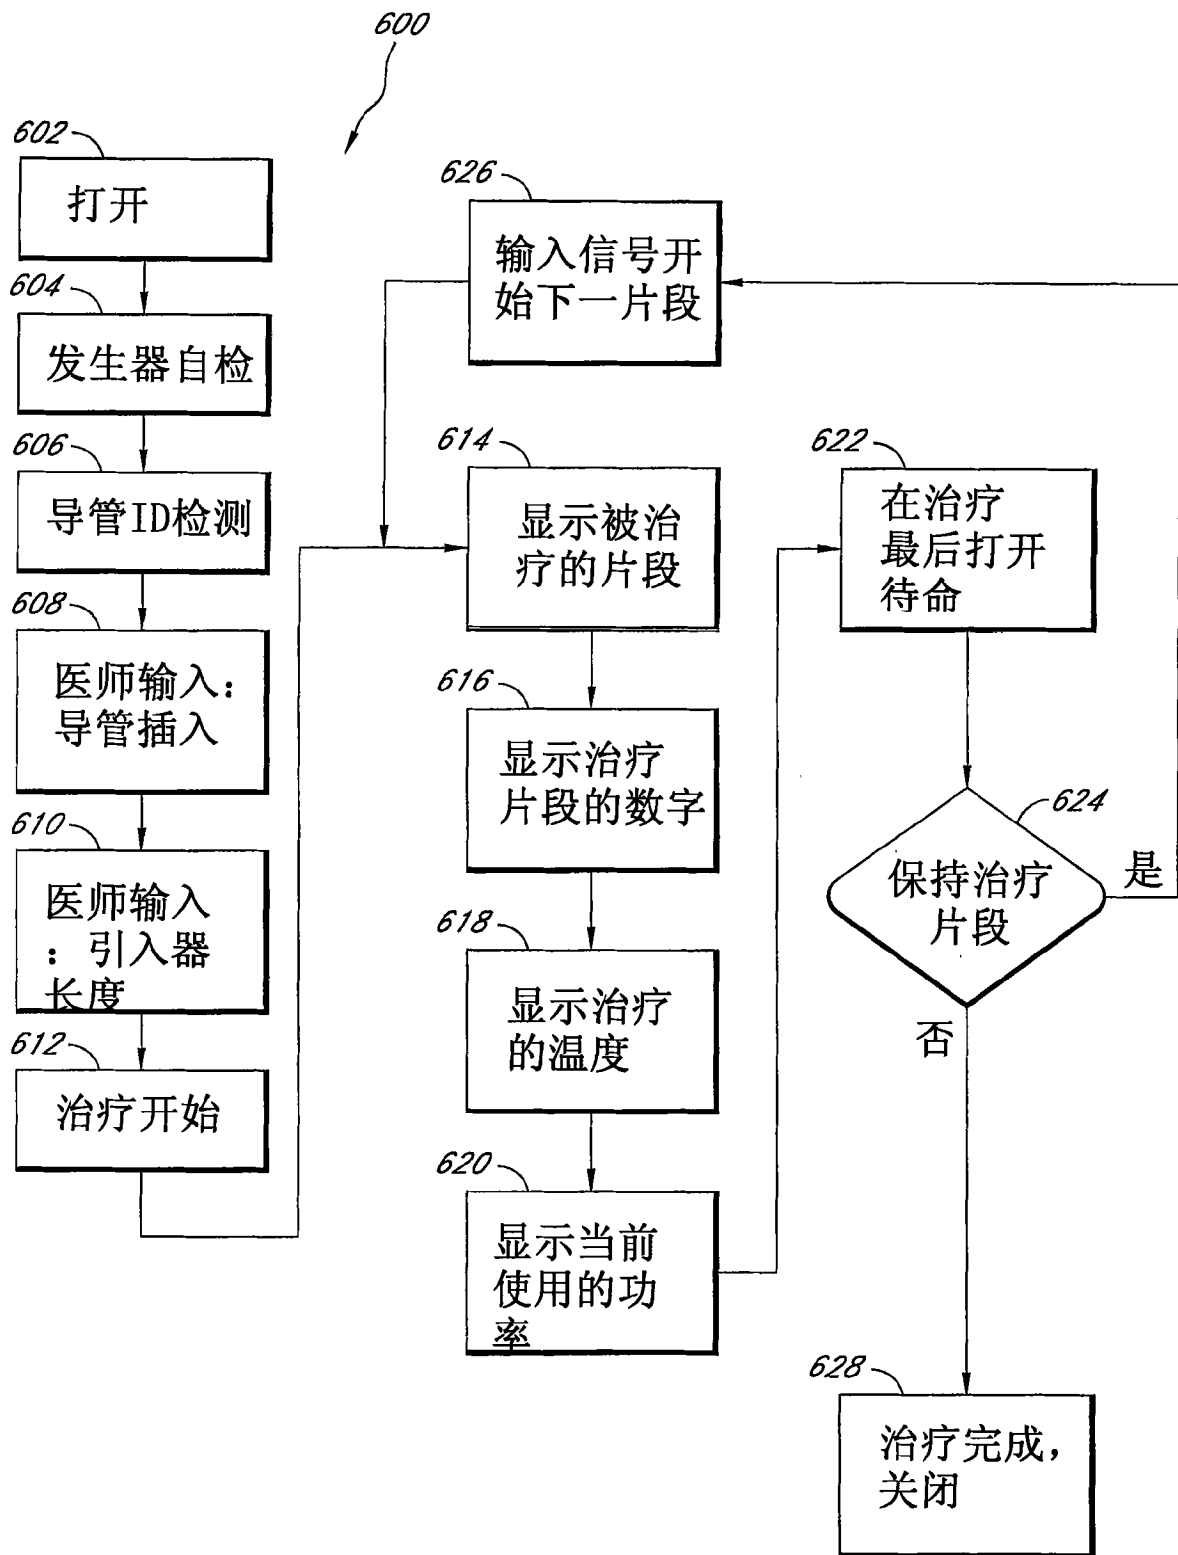 600
602
打开
604
发生器自检
606
导管ID检测
608
医师输入:
导管插入
610
医师输入
:引入器
长度
612
治疗开始
626
输入信号开
始下一片段
614
显示被治
疗的片段
616
显示治疗
片段的数字
618
显示治疗
的温度
620
显示当前
使用的功
率
622
在治疗
最后打开
待命
624
保持治疗
片段
是
否
628
治疗完成,
关闭